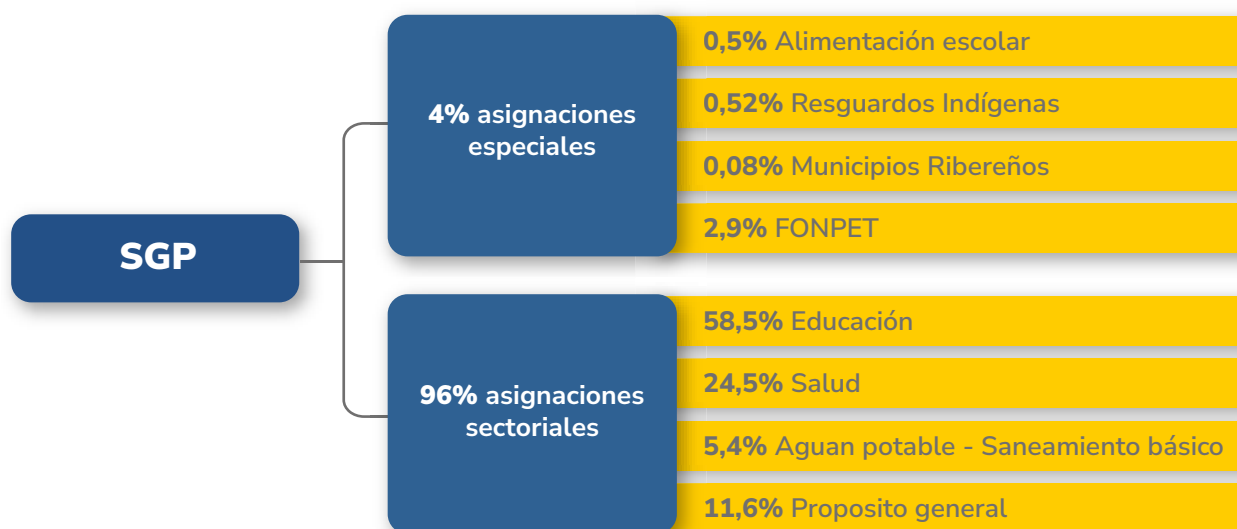 SGP
4% asignaciones
especiales
0,5% Alimentación escolar
0,52% Resguardos Indígenas
0,08% Municipios Ribereños
2,9% FONPET
96% asignaciones
sectoriales
58,5% Educación
24,5% Salud
5,4% Aguan potable - Saneamiento básico
11,6% Proposito general